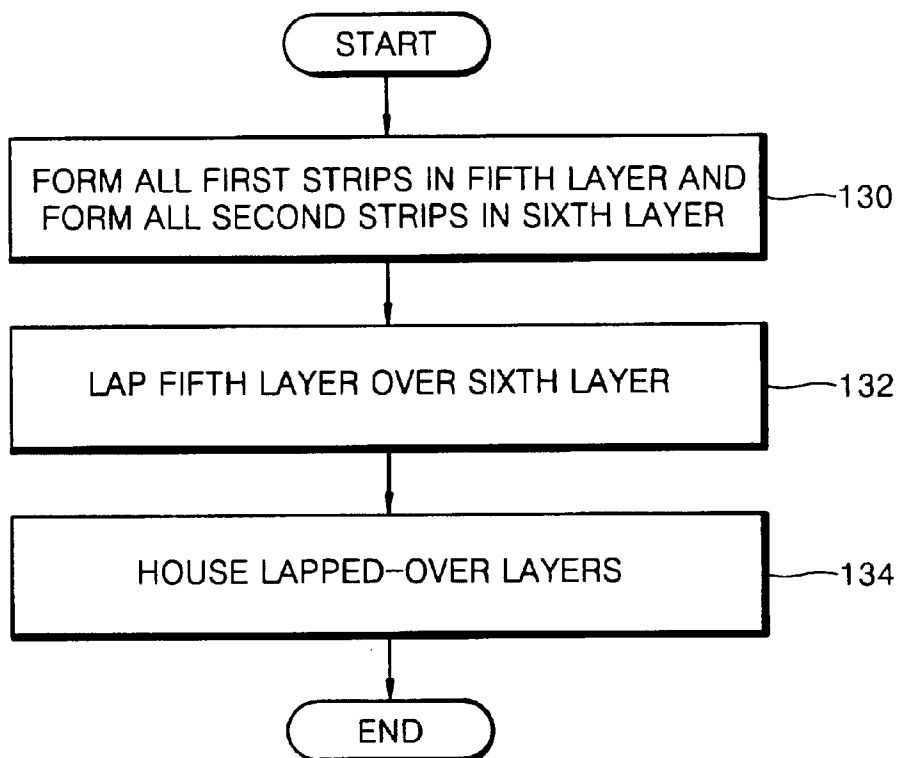 START
FORM ALL FIRST STRIPS IN FIFTH LAYER AND
FORM ALL SECOND STRIPS IN SIXTH LAYER
130
LAP FIFTH LAYER OVER SIXTH LAYER
132
HOUSE LAPPED-OVER LAYERS
134
END